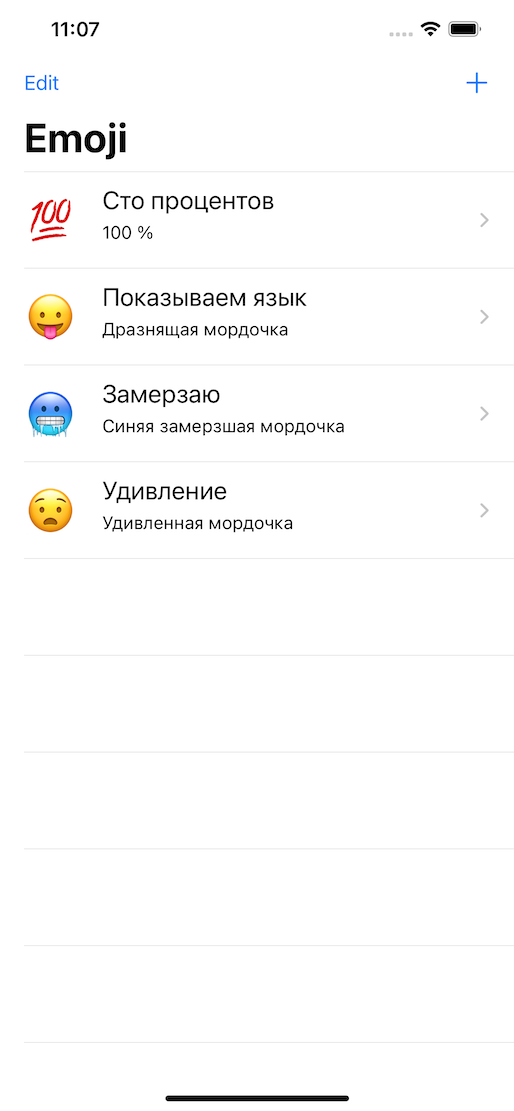 11:07
Edit
Emoji
💯 Сто процентов
100 %
Показываем язык
Дразнящая мордочка
Замерзаю
Синяя замерзшая мордочка
Удивление
Удивленная мордочка